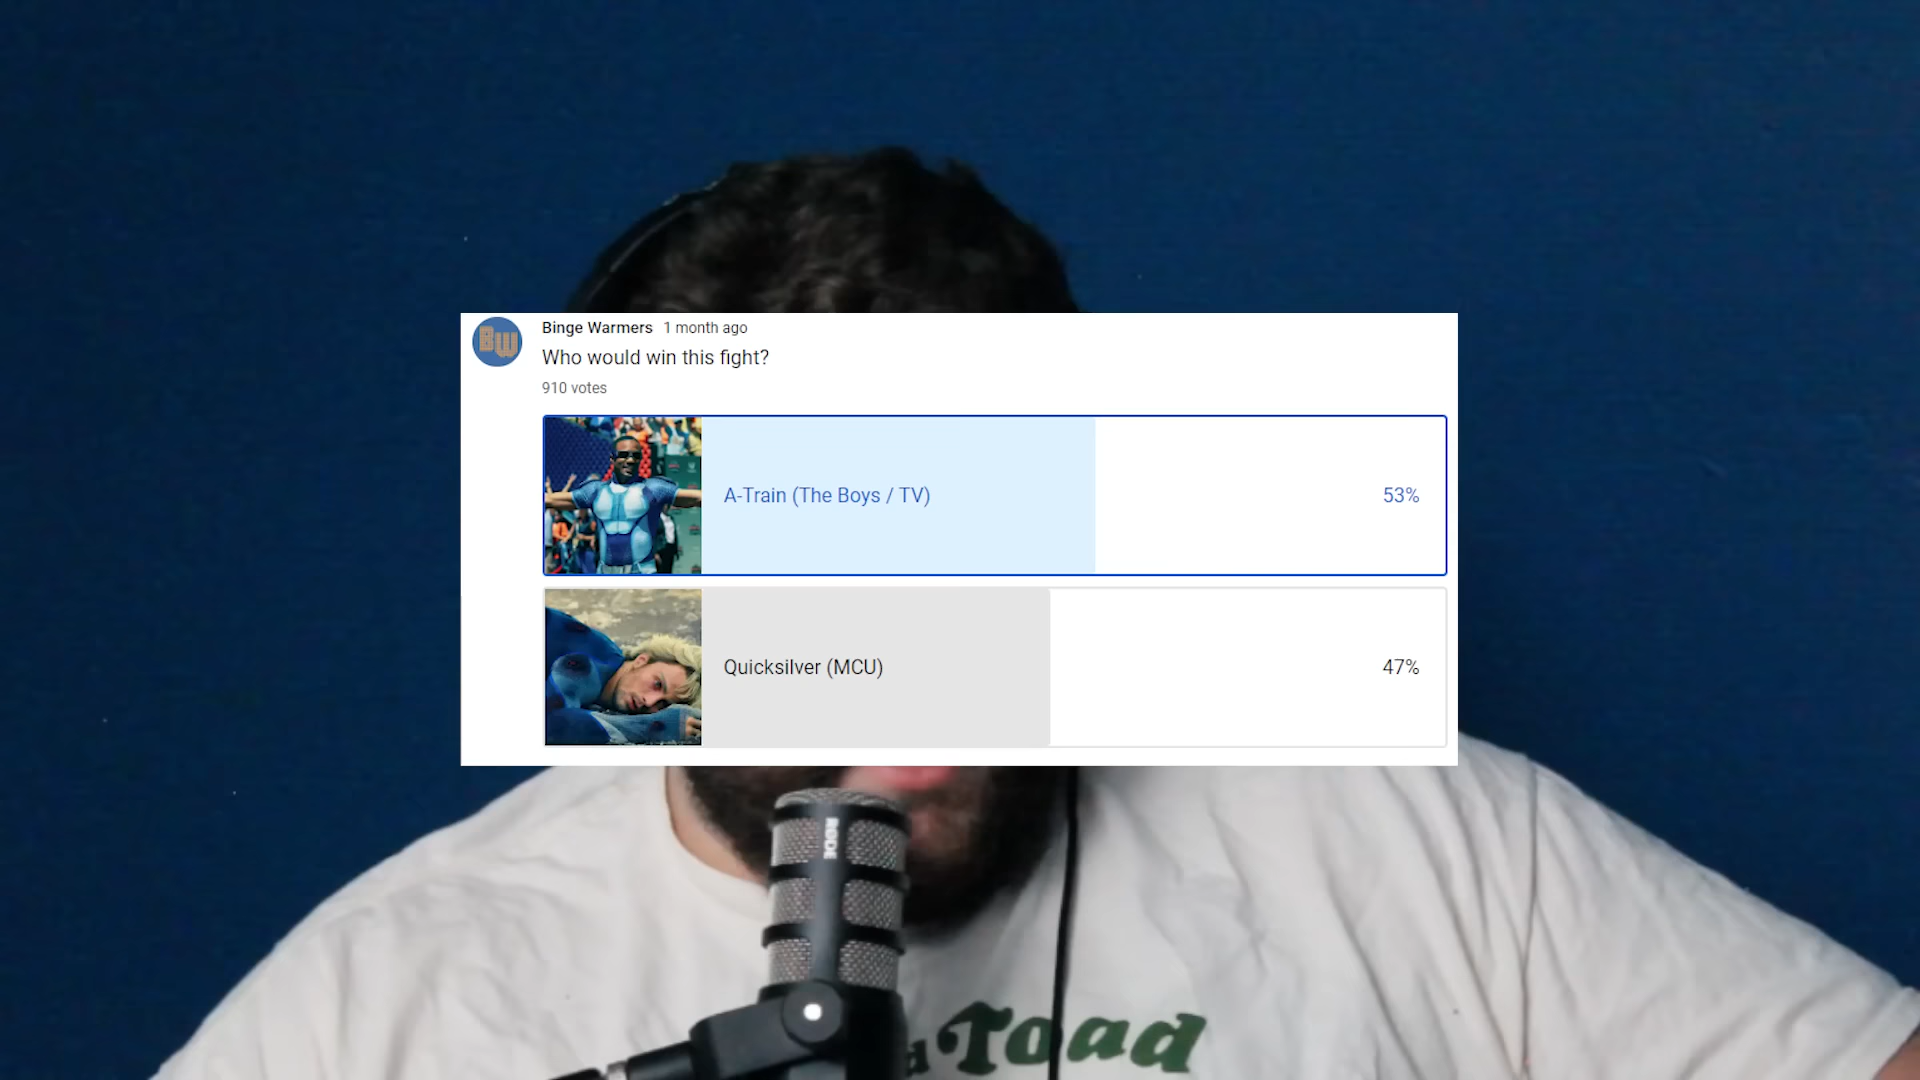 BW
Binge Warmers 1 month ago
Who would win this fight?
910 votes
A-Train (The Boys / TV)
53%
Quicksilver (MCU)
47%
RODE
Toad